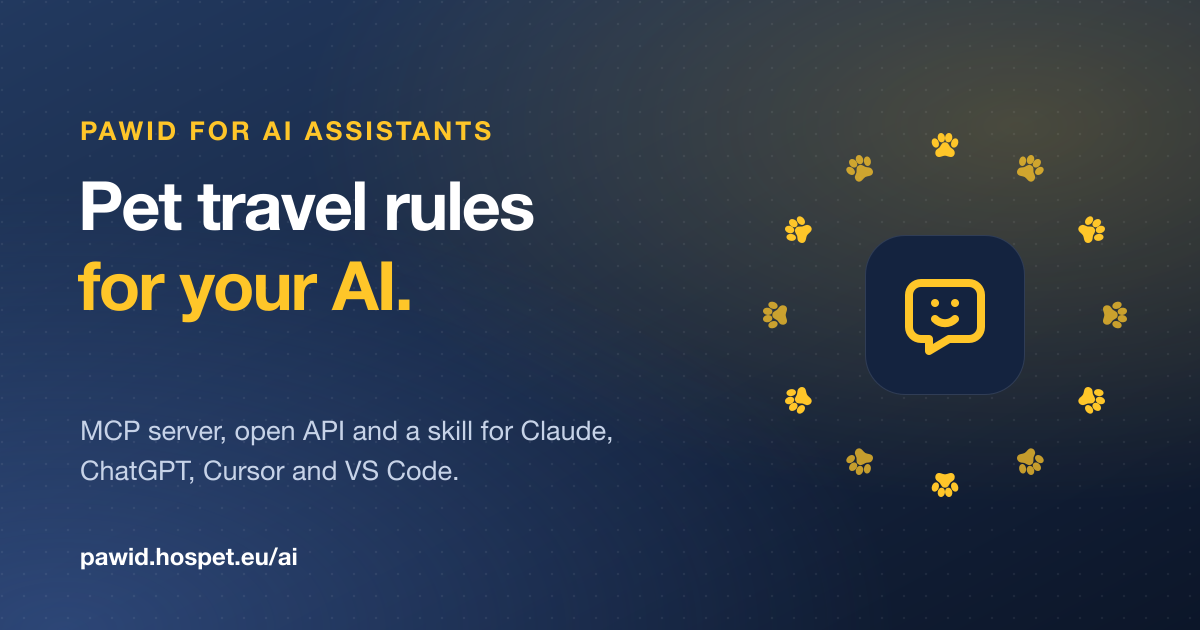 PAWID FOR AI ASSISTANTS
Pet travel rules
for your AI.
MCP server, open API and a skill for Claude,
ChatGPT, Cursor and VS Code.
pawid.hospet.eu/ai